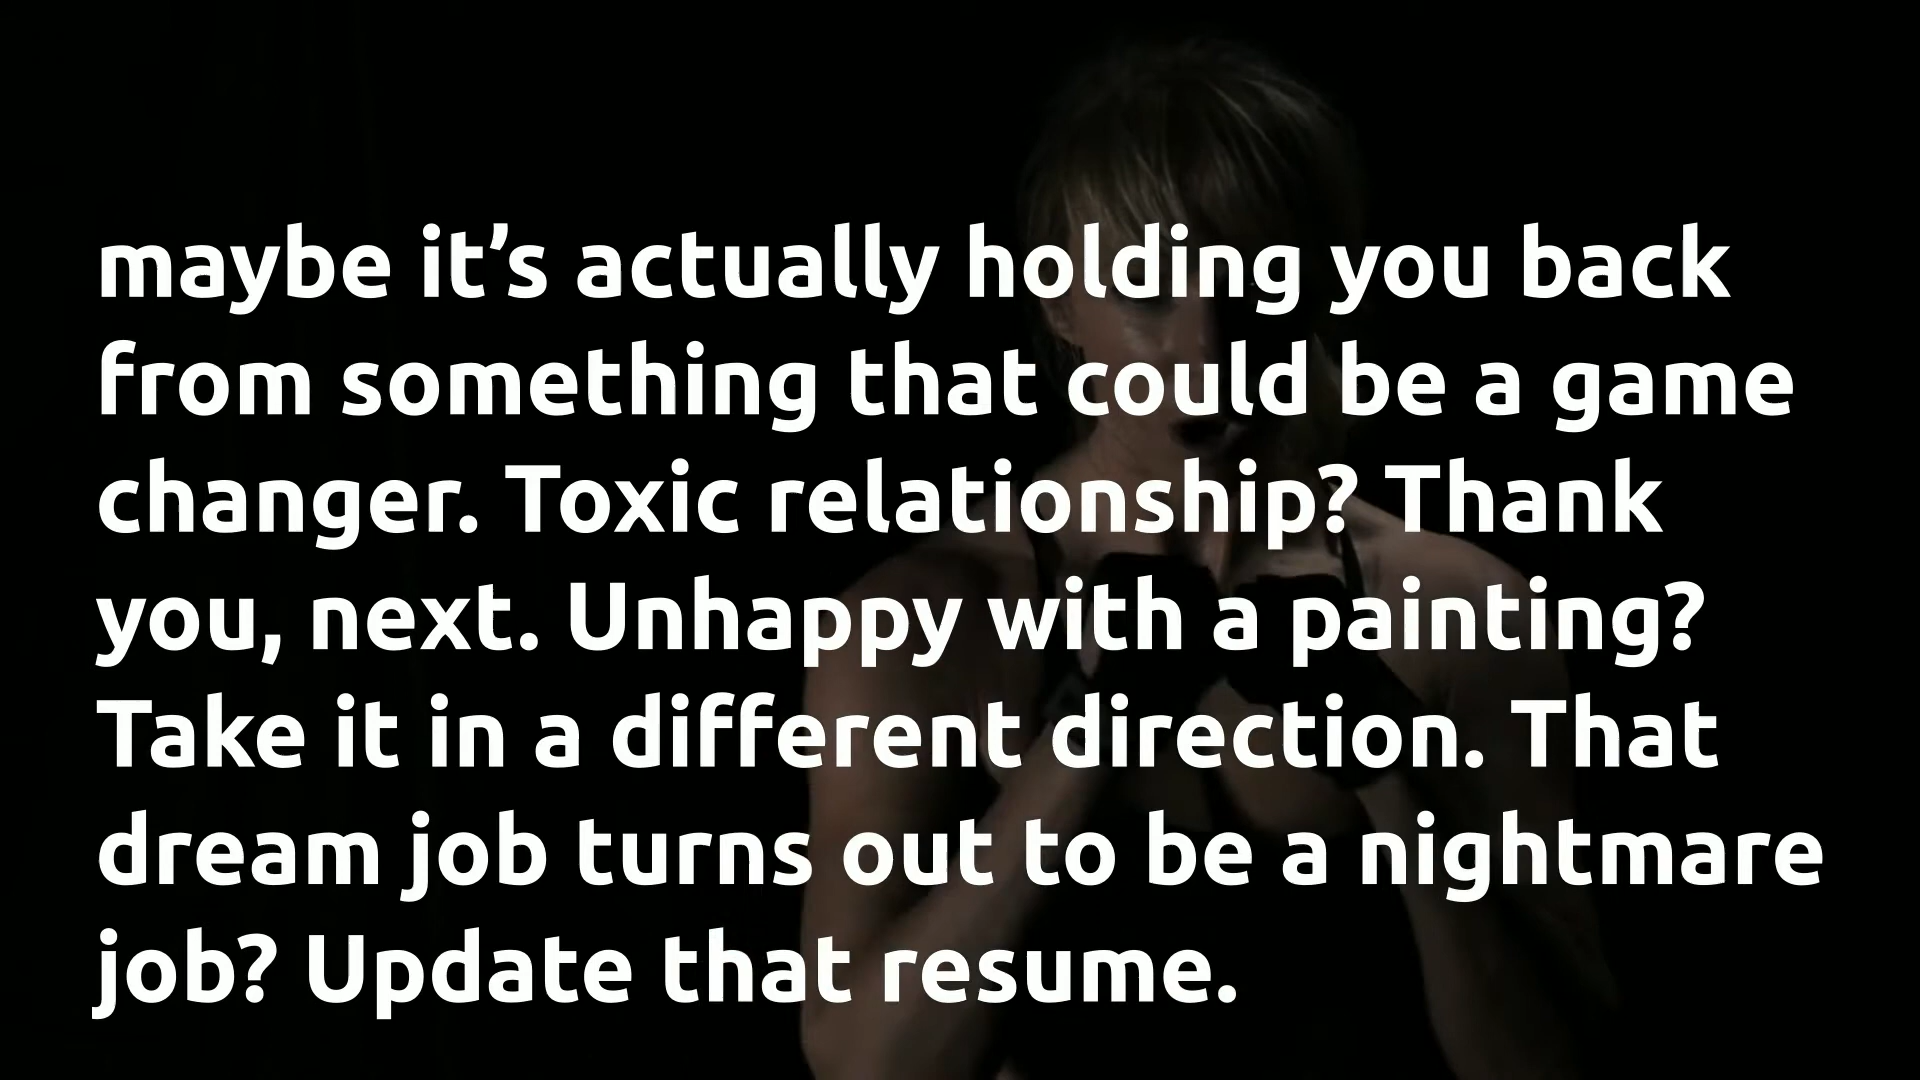 maybe it’s actually holding you back
from something that could be a game
changer. Toxic relationship? Thank
you, next. Unhappy with a painting?
Take it in a different direction. That
dream job turns out to be a nightmare
job? Update that resume.